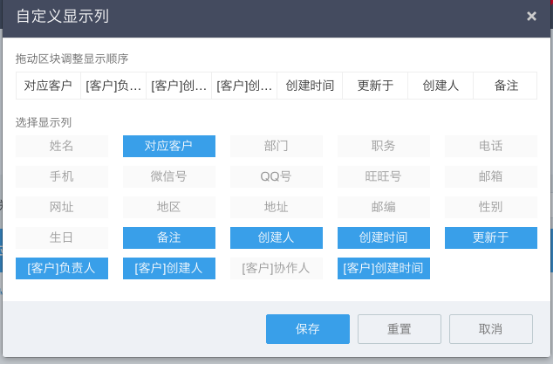 自定义显示列 ×
拖动区块调整显示顺序
对应客户 [客户]负... [客户]创... [客户]创... 创建时间 更新于 创建人 备注
选择显示列
姓名 对应客户 部门 职务 电话
手机 微信号 QQ号 旺旺号 邮箱
网址 地区 地址 邮编 性别
生日 备注 创建人 创建时间 更新于
[客户]负责人 [客户]创建人 [客户]协作人 [客户]创建时间
保存 重置 取消